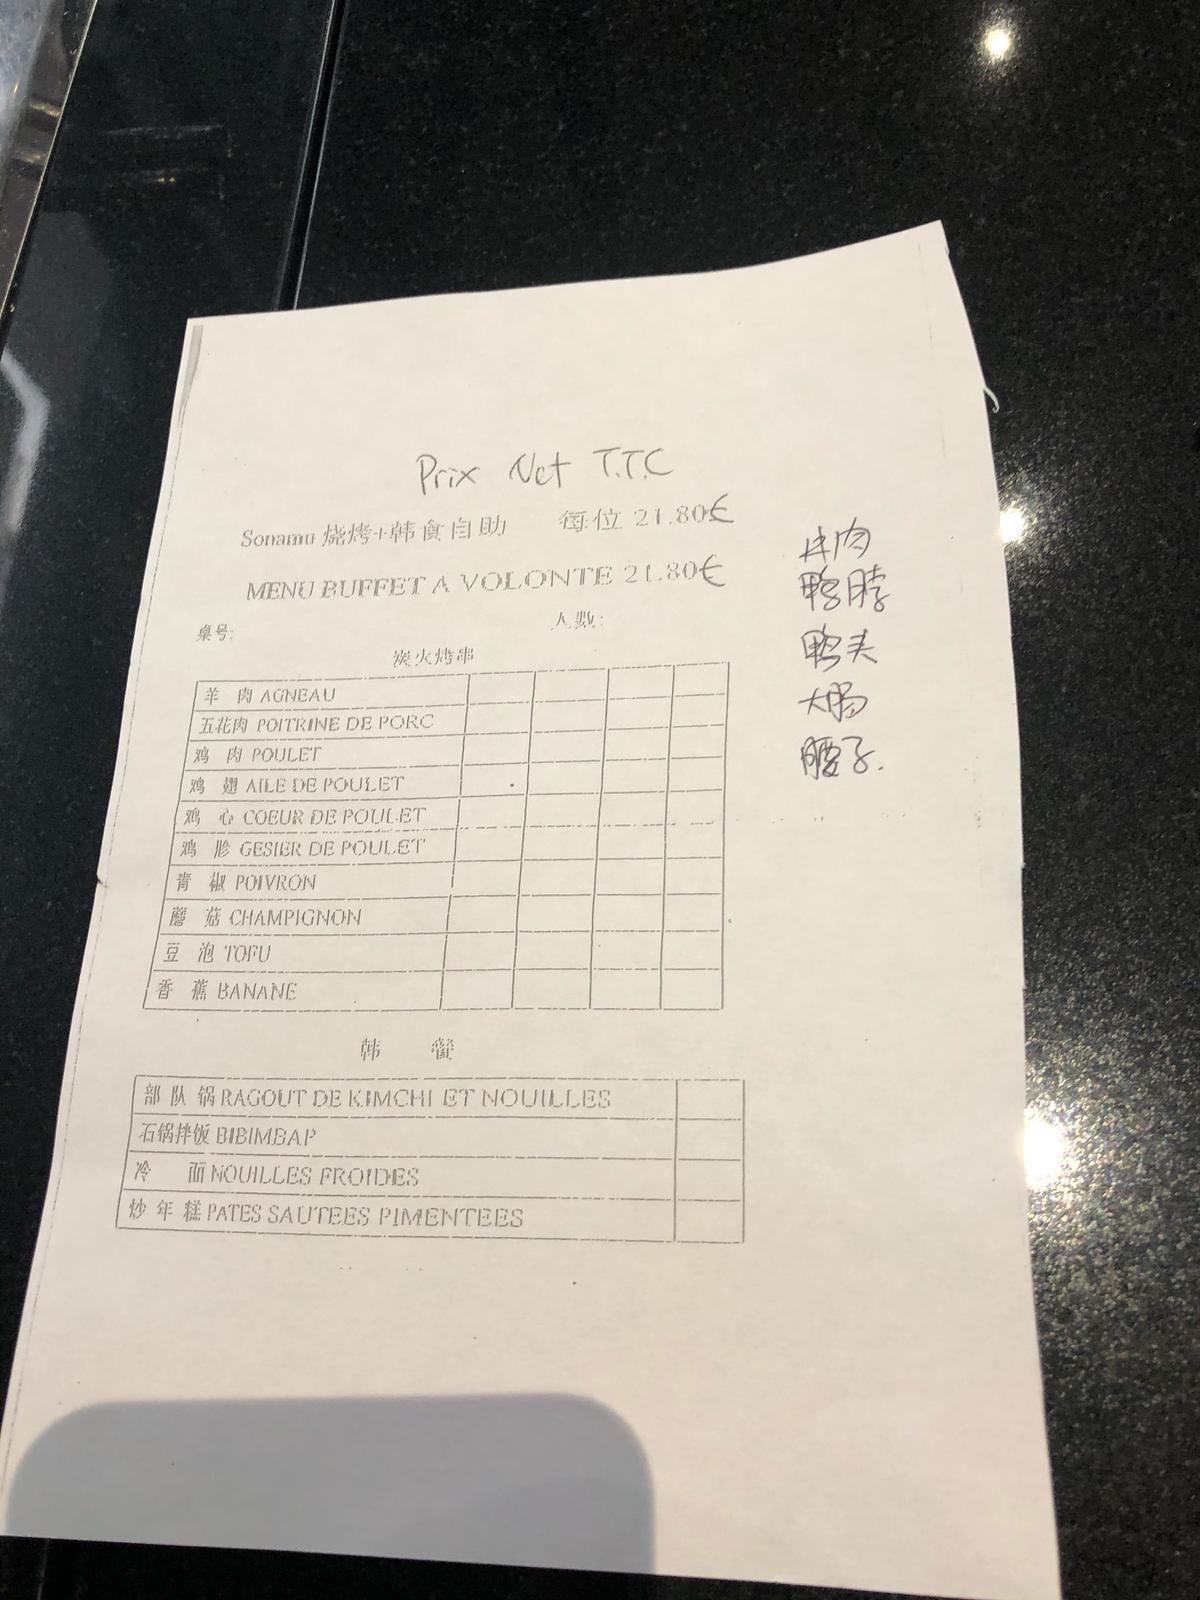 Prix Net T.T.C
Sonamu 烧烤+韩食自助 每位 21.80€
MENU BUFFET A VOLONTE 21.80€
桌号: 人数:
炭火烤串
羊 肉 AGNEAU
五花肉 POITRINE DE PORC
鸡 肉 POULET
鸡 翅 AILE DE POULET
鸡 心 COEUR DE POULET
鸡 胗 GESIER DE POULET
青 椒 POIVRON
蘑 菇 CHAMPIGNON
豆 泡 TOFU
香 蕉 BANANE
韩 餐
部 队 锅 RAGOUT DE KIMCHI ET NOUILLES
石锅拌饭 BIBIMBAP
冷 面 NOUILLES FROIDES
炒 年 糕 PATES SAUTEES PIMENTEES
牛肉
鸭脖
鸭头
大肠
腰子.